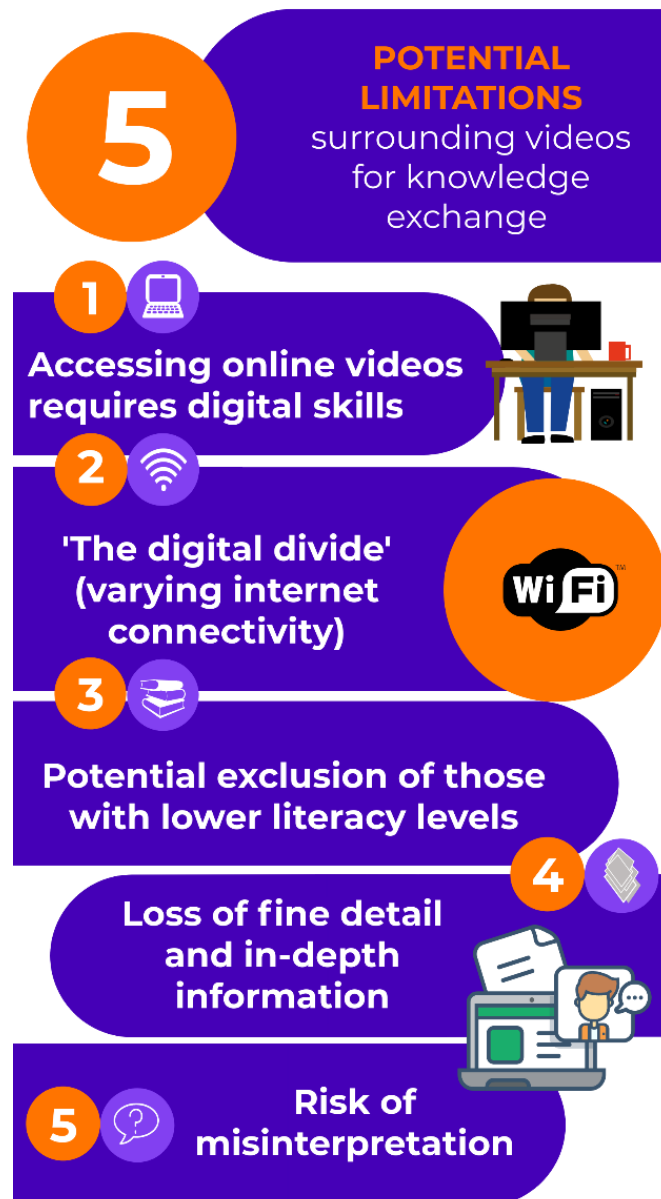 5
POTENTIAL
LIMITATIONS
surrounding videos
for knowledge
exchange
1
Accessing online videos
requires digital skills
2
'The digital divide'
(varying internet
connectivity)
Wi Fi™
3
Potential exclusion of those
with lower literacy levels
4
Loss of fine detail
and in-depth
information
5
?
Risk of
misinterpretation